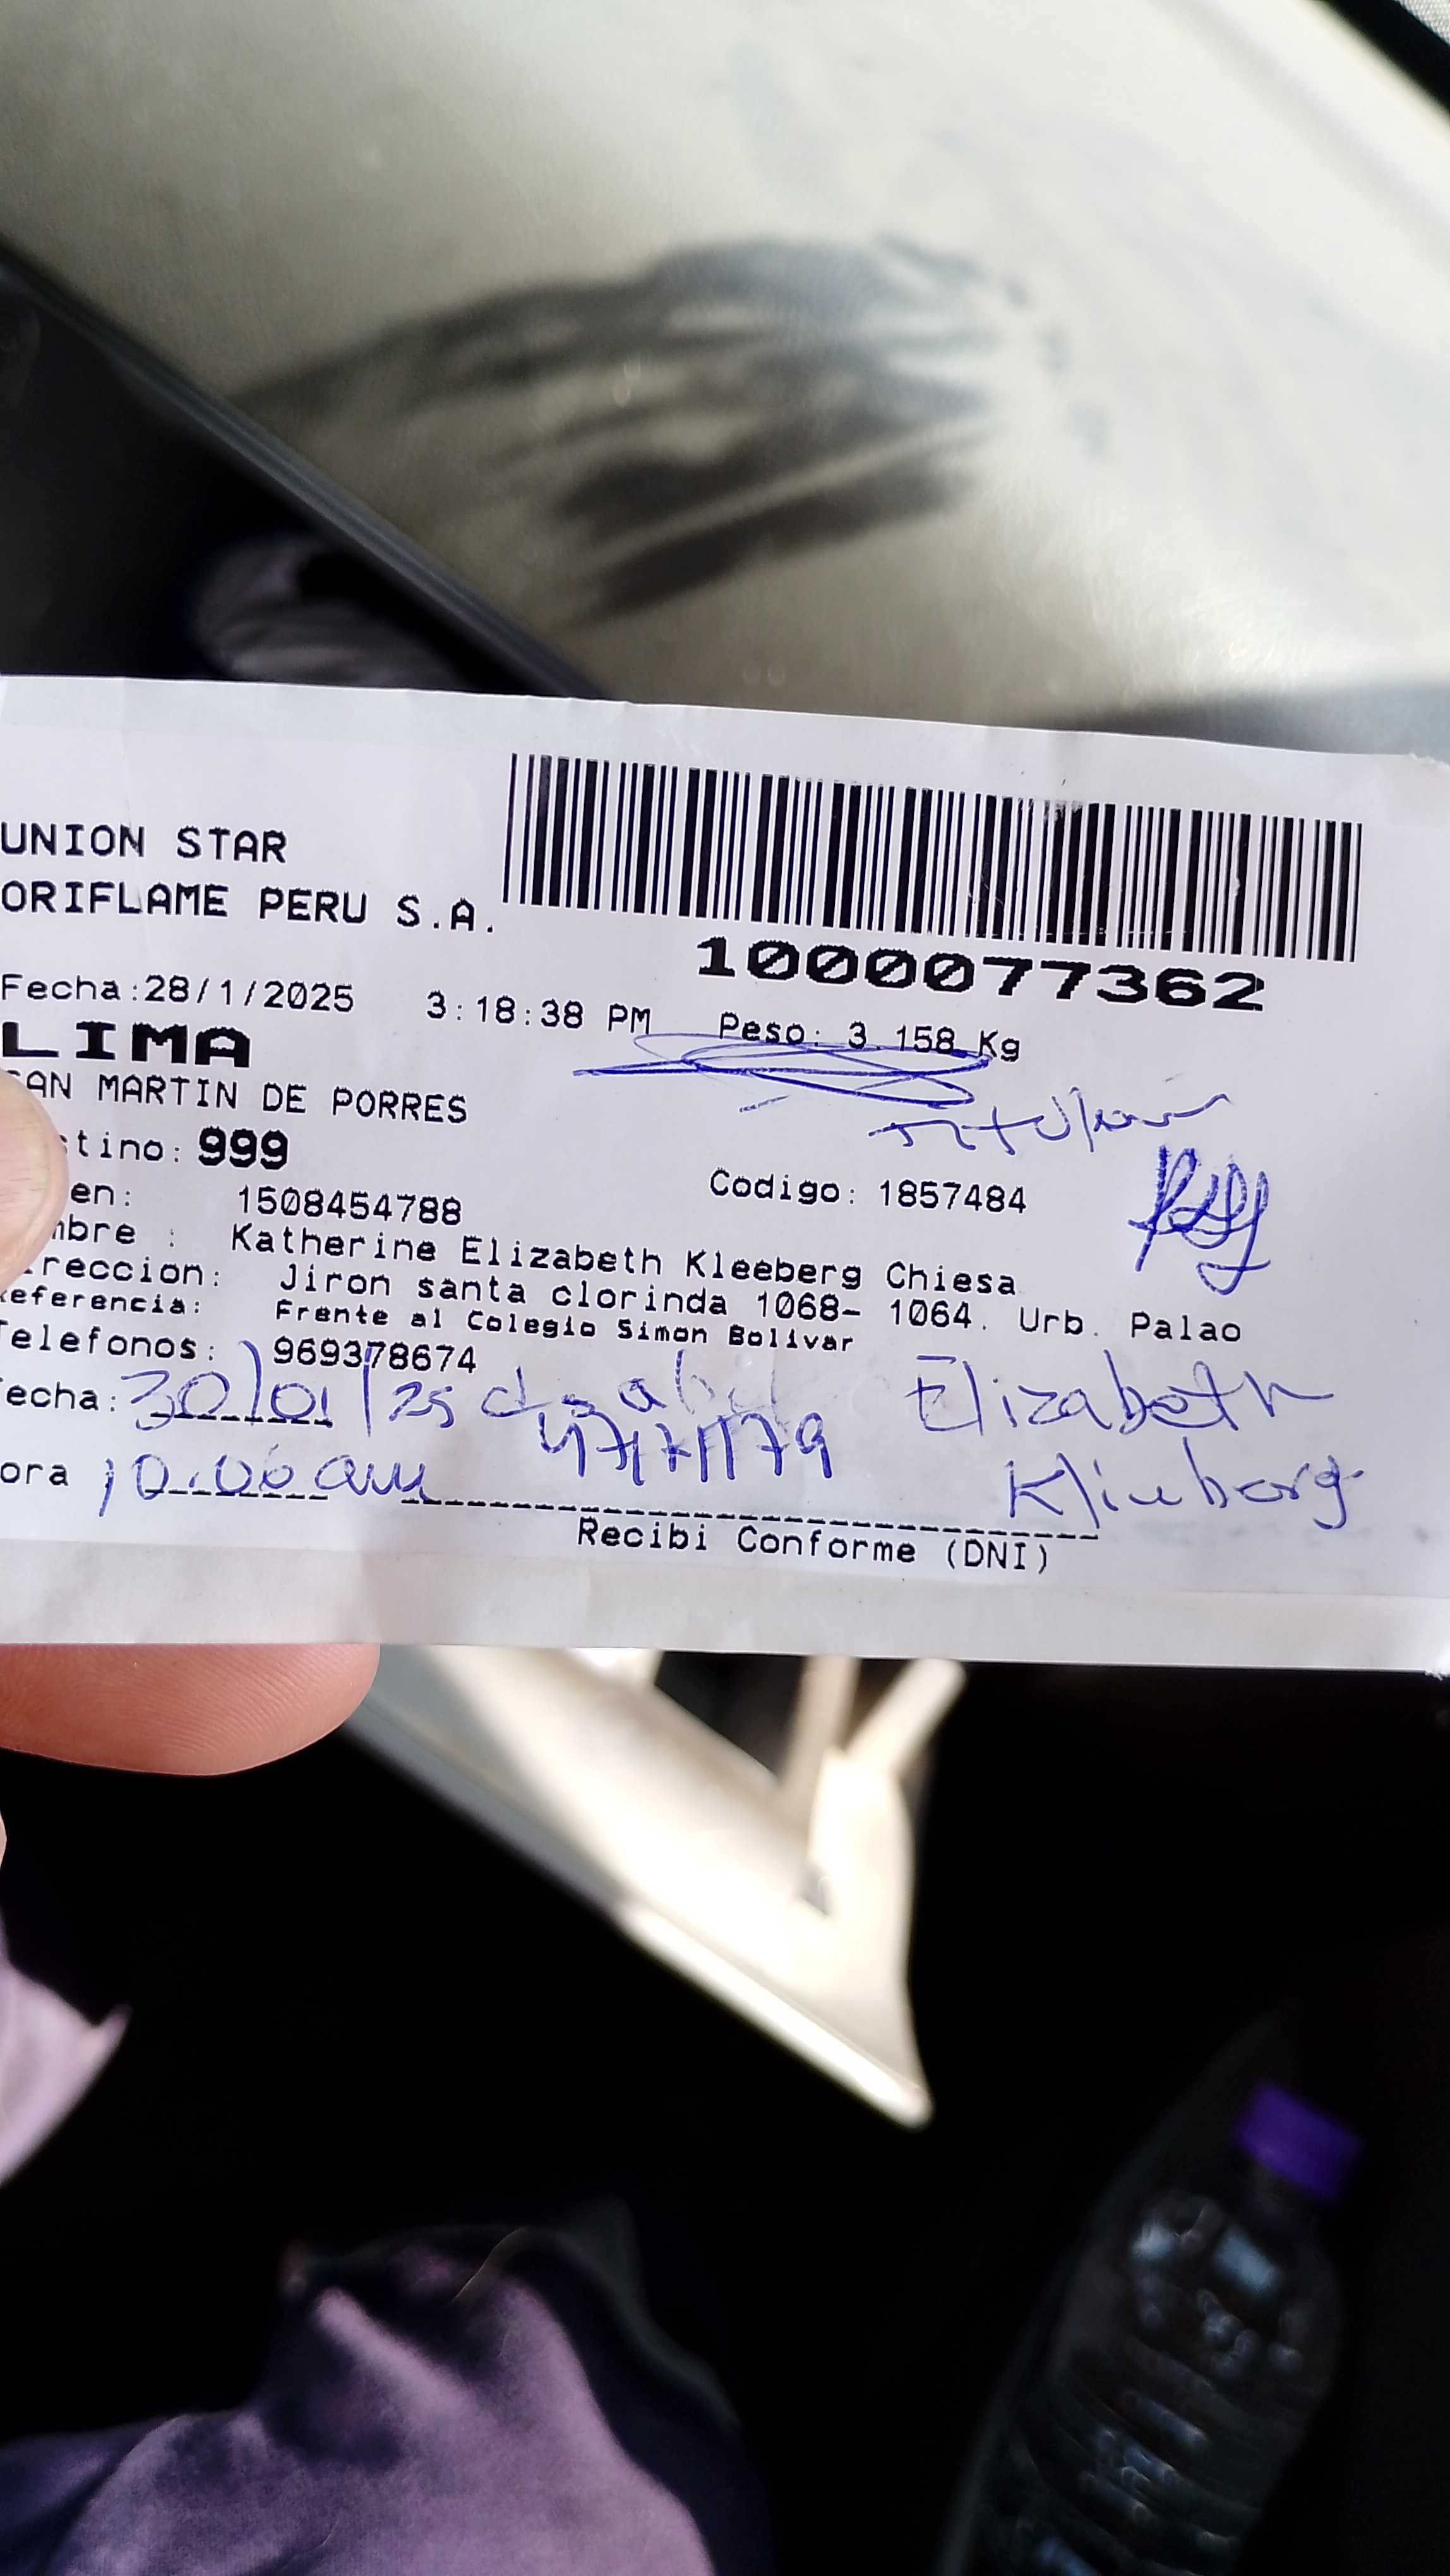 UNION STAR
ORIFLAME PERU S.A.
1000077362
Fecha:28/1/2025 3:18:38 PM Peso: 3.158 Kg
LIMA
SAN MARTIN DE PORRES
stino: 999
en: 1508454788 Codigo: 1857484
mbre : Katherine Elizabeth Kleeberg Chiesa
reccion: Jiron santa clorinda 1068- 1064. Urb. Palao
eferencia: Frente al Colegio Simon Bolivar
Telefonos: 969378674
echa: 30/01/25 Elizabeth
ora 10:00 am
Recibi Conforme (DNI)